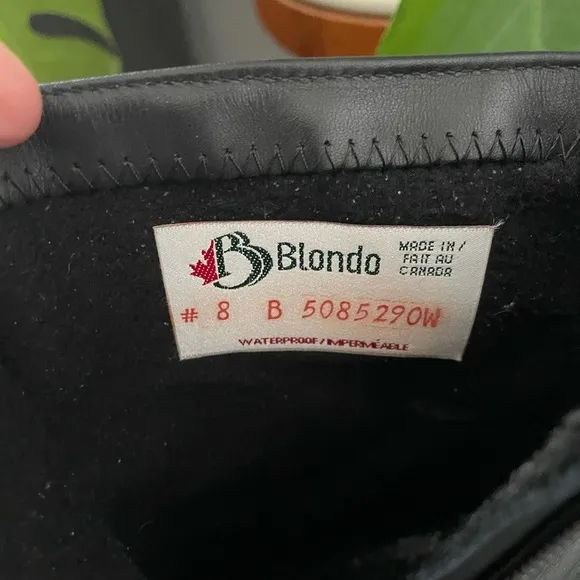 B Blondo
MADE IN /
FAIT AU
CANADA
# 8 B 5085290W
WATERPROOF / IMPERMÉABLE